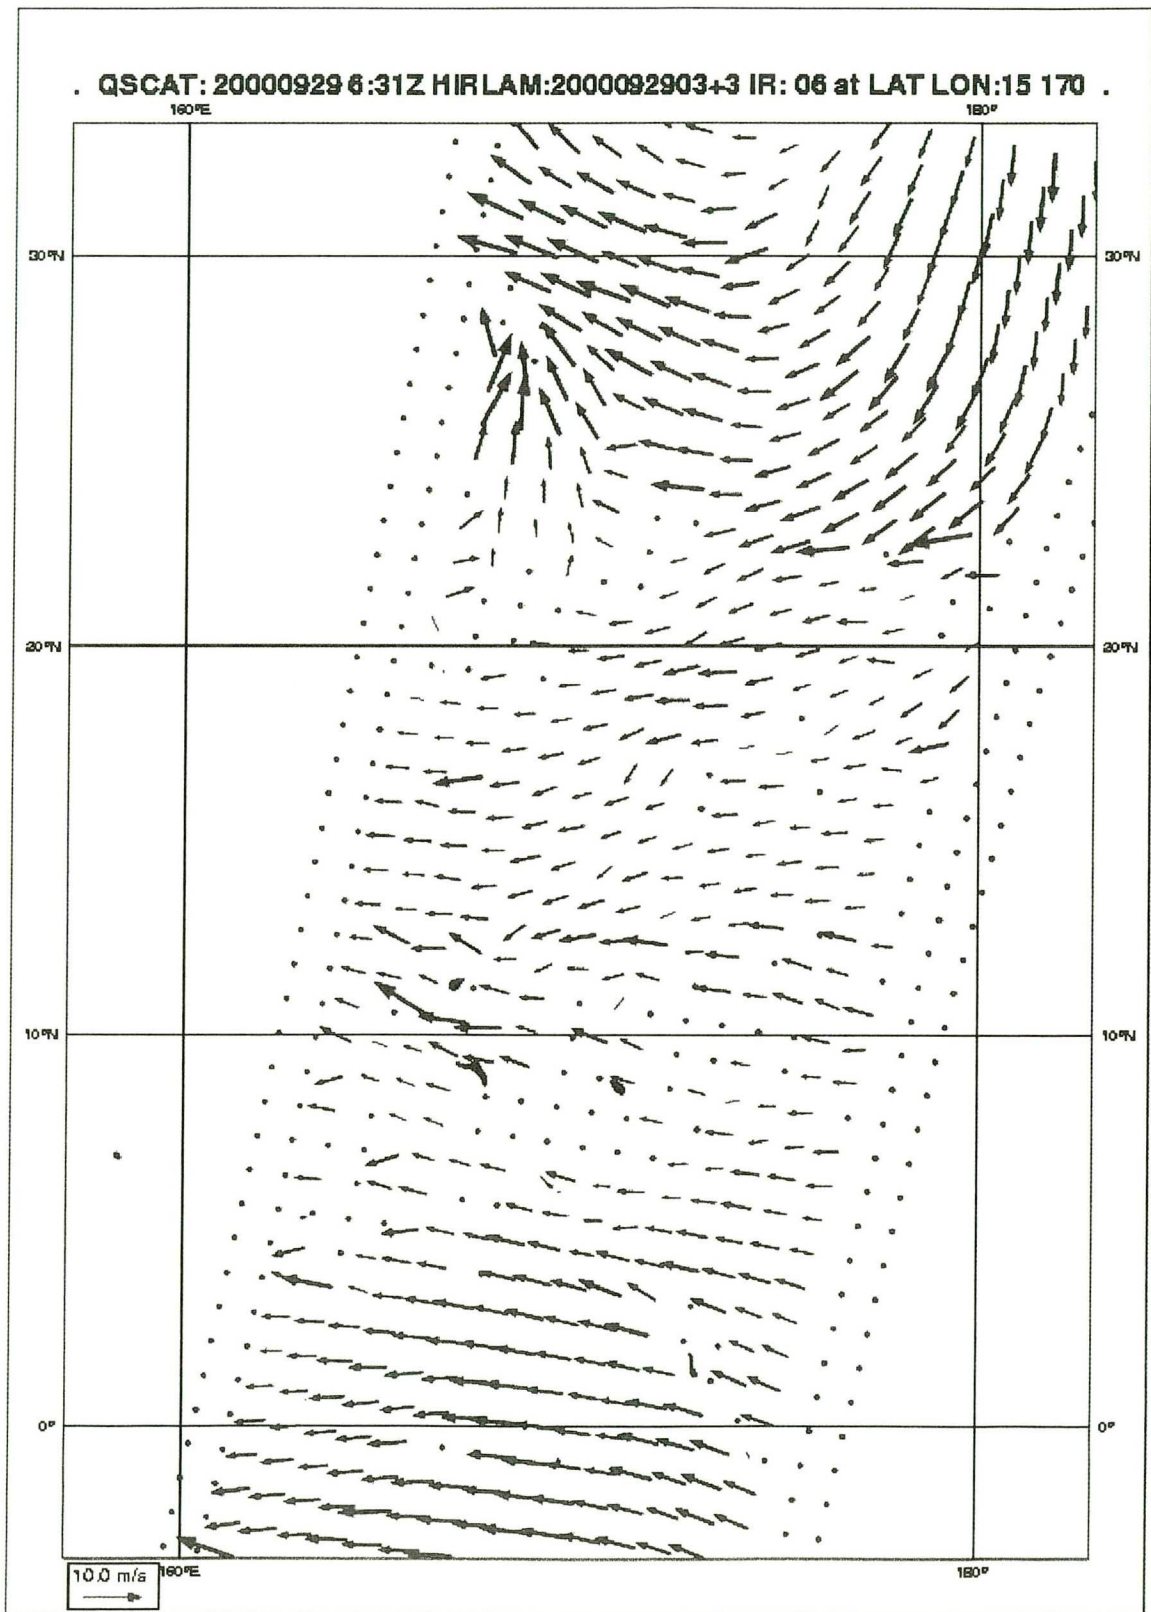 . QSCAT: 20000929 6:31Z HIRLAM:2000092903+3 IR: 06 at LAT LON:15 170 .
160°E 180°
30°N 30°N
20°N 20°N
10°N 10°N
0° 0°
160°E 180°
10.0 m/s